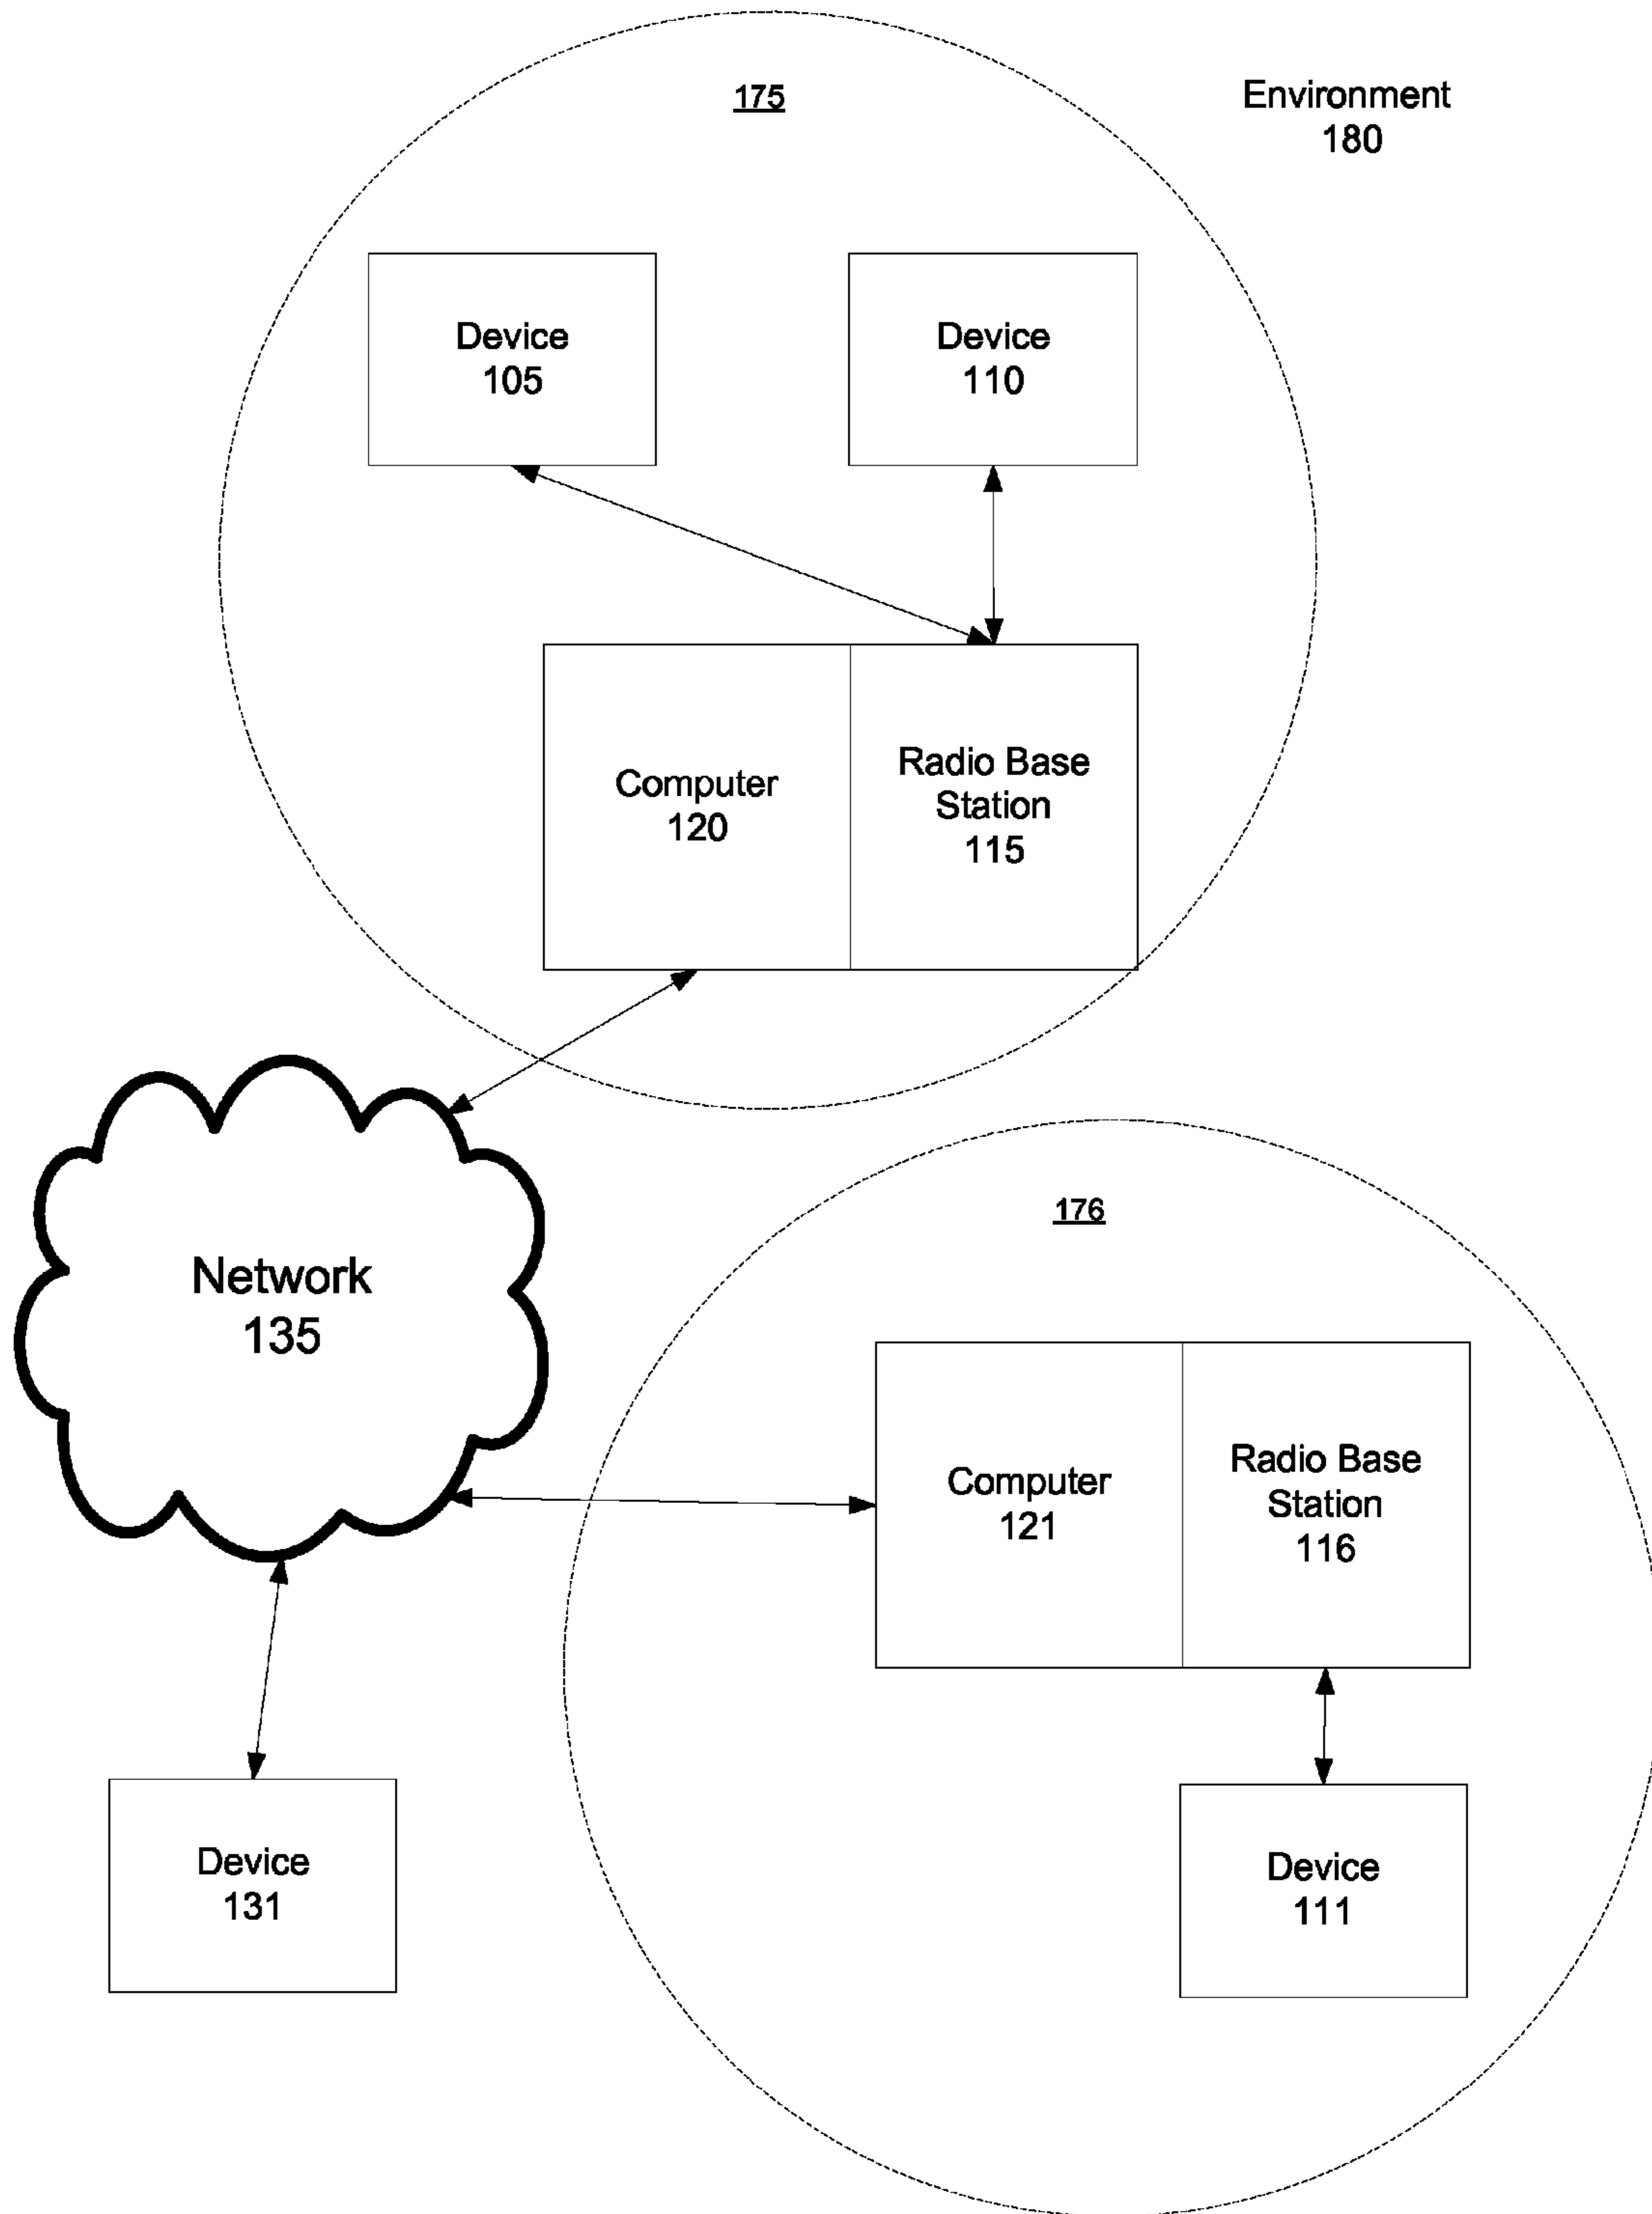 175
Environment
180
Device
105
Device
110
Computer
120
Radio Base
Station
115
Network
135
176
Computer
121
Radio Base
Station
116
Device
131
Device
111